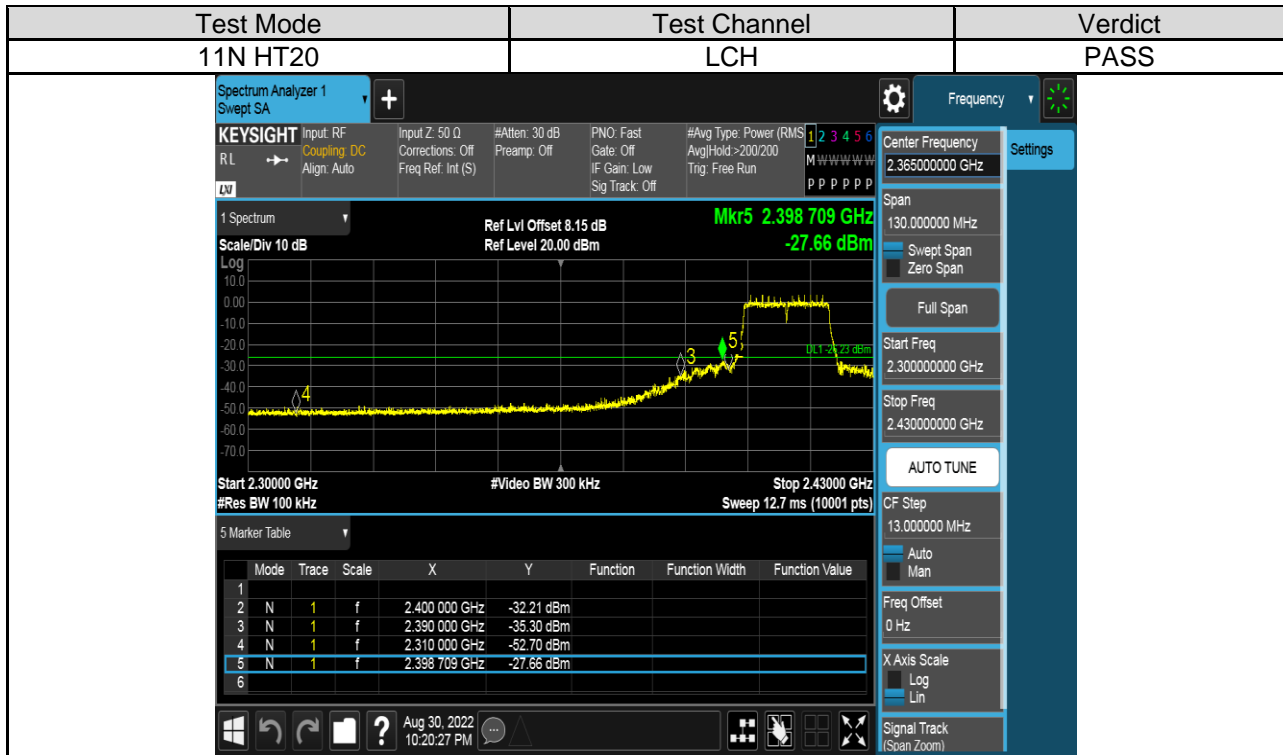 Test Mode Test Channel Verdict
11N HT20 LCH PASS
Spectrum Analyzer 1
Swept SA
+
Frequency
KEYSIGHT
RL
LXI
Input: RF
Coupling: DC
Align: Auto
Input Z: 50 Ω
Corrections: Off
Freq Ref: Int (S)
#Atten: 30 dB
Preamp: Off
PNO: Fast
Gate: Off
IF Gain: Low
Sig Track: Off
#Avg Type: Power (RMS
Avg|Hold:>200/200
Trig: Free Run
1 2 3 4 5 6
M W W W W W
P P P P P P
1 Spectrum
Scale/Div 10 dB
Ref Lvl Offset 8.15 dB
Ref Level 20.00 dBm
Mkr5 2.398 709 GHz
-27.66 dBm
Log
10.0
0.00
-10.0
-20.0
-30.0
-40.0
-50.0
-60.0
-70.0
4
3
5
DL1 -26.23 dBm
Start 2.30000 GHz
#Res BW 100 kHz
#Video BW 300 kHz
Stop 2.43000 GHz
Sweep 12.7 ms (10001 pts)
5 Marker Table
Mode Trace Scale X Y Function Function Width Function Value
1
2 N 1 f 2.400 000 GHz -32.21 dBm
3 N 1 f 2.390 000 GHz -35.30 dBm
4 N 1 f 2.310 000 GHz -52.70 dBm
5 N 1 f 2.398 709 GHz -27.66 dBm
6
?
Aug 30, 2022
10:20:27 PM
Center Frequency
2.365000000 GHz
Settings
Span
130.000000 MHz
Swept Span
Zero Span
Full Span
Start Freq
2.300000000 GHz
Stop Freq
2.430000000 GHz
AUTO TUNE
CF Step
13.000000 MHz
Auto
Man
Freq Offset
0 Hz
X Axis Scale
Log
Lin
Signal Track
(Span Zoom)